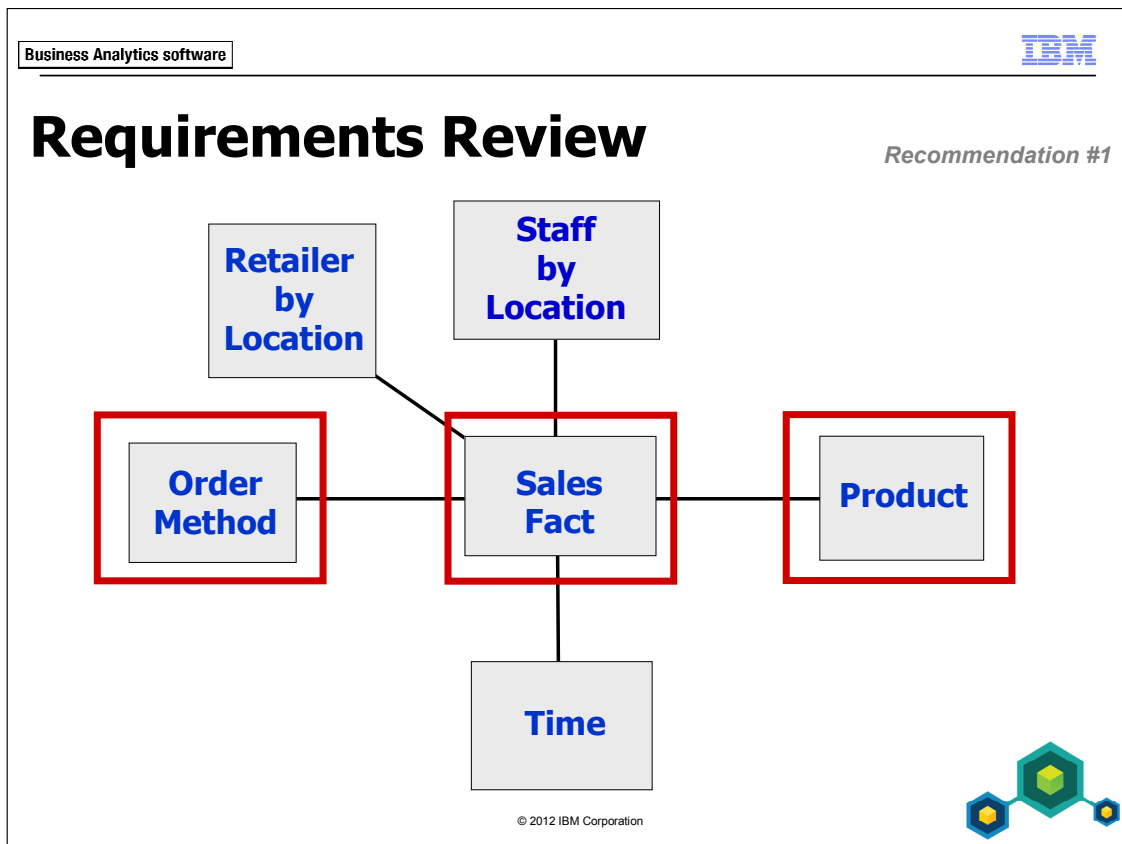 Business Analytics software
IBM
Requirements Review
Recommendation #1
Retailer
by
Location
Staff
by
Location
Order
Method
Sales
Fact
Product
Time
© 2012 IBM Corporation